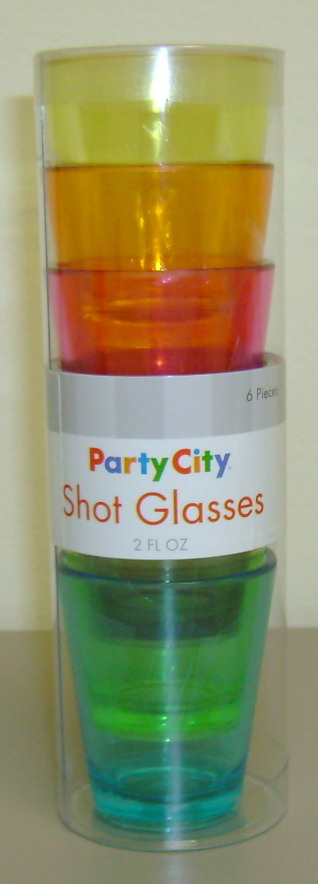 6 Pieces
Party City
Shot Glasses
2 FL OZ